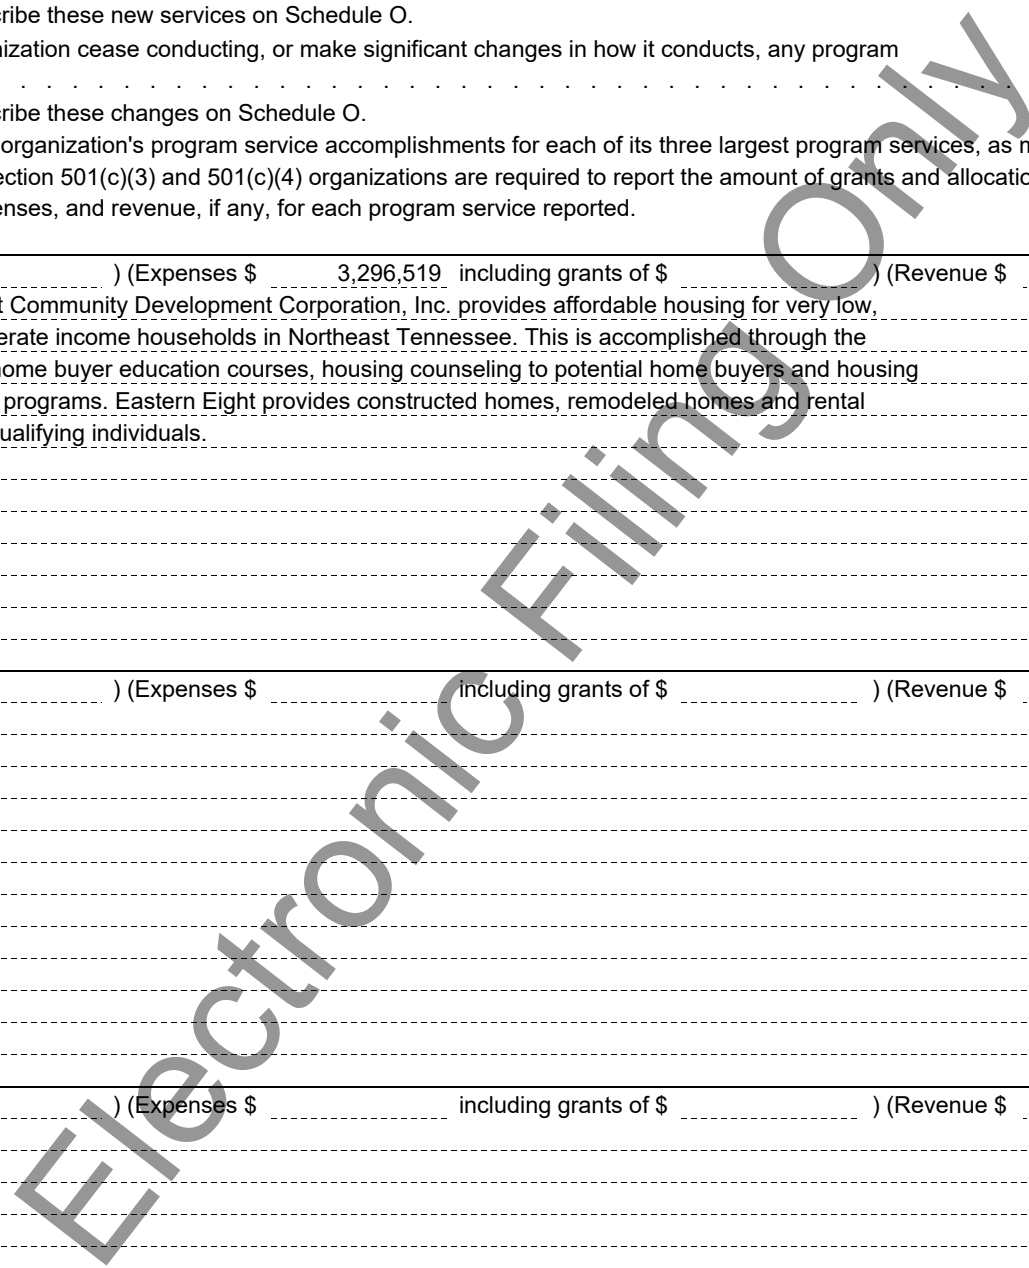 cribe these new services on Schedule O.
nization cease conducting, or make significant changes in how it conducts, any program
. . . . . . . . . . . . . . . . . . . . . . . . . . . . . . . . . . . . . . .
cribe these changes on Schedule O.
organization's program service accomplishments for each of its three largest program services, as m
ection 501(c)(3) and 501(c)(4) organizations are required to report the amount of grants and allocatio
enses, and revenue, if any, for each program service reported.
) (Expenses $ 3,296,519 including grants of $ ) (Revenue $
t Community Development Corporation, Inc. provides affordable housing for very low,
erate income households in Northeast Tennessee. This is accomplished through the
ome buyer education courses, housing counseling to potential home buyers and housing
programs. Eastern Eight provides constructed homes, remodeled homes and rental
ualifying individuals.
) (Expenses $ including grants of $ ) (Revenue $
) (Expenses $ including grants of $ ) (Revenue $
Electronic Filing Only